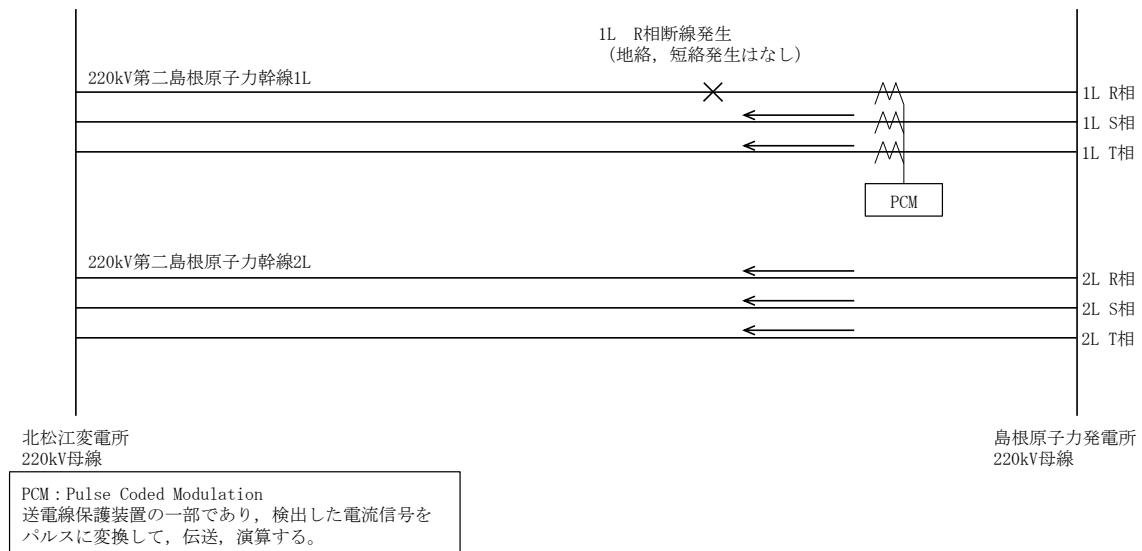 1L　R相断線発生
（地絡，短絡発生はなし）
220kV第二島根原子力幹線1L
1L R相
1L S相
1L T相
PCM
220kV第二島根原子力幹線2L
2L R相
2L S相
2L T相
北松江変電所
220kV母線
島根原子力発電所
220kV母線
PCM：Pulse Coded Modulation
送電線保護装置の一部であり，検出した電流信号を
パルスに変換して，伝送，演算する。